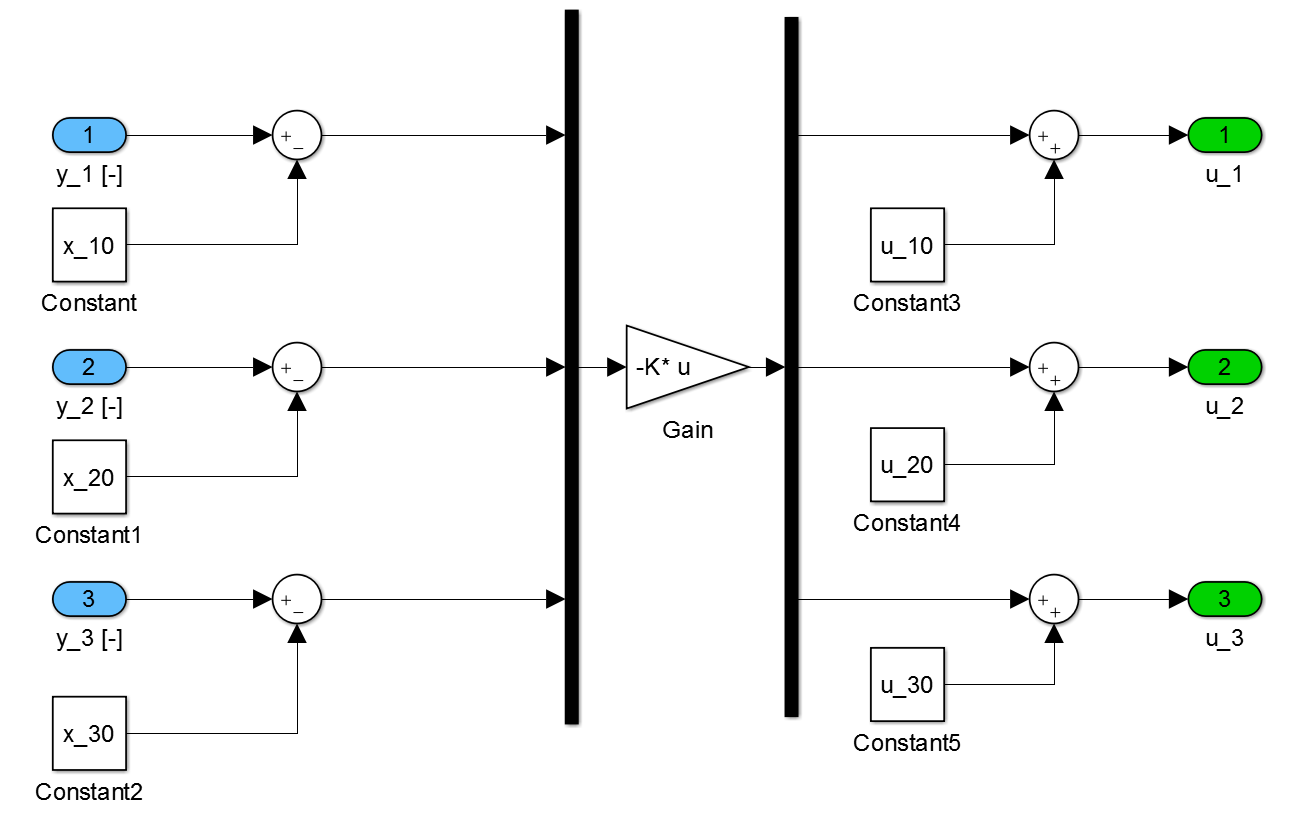 1
y_1 [-]
x_10
Constant
+
−
2
y_2 [-]
x_20
Constant1
+
−
3
y_3 [-]
x_30
Constant2
+
−
-K* u
Gain
u_10
Constant3
+
+
1
u_1
u_20
Constant4
+
+
2
u_2
u_30
Constant5
+
+
3
u_3